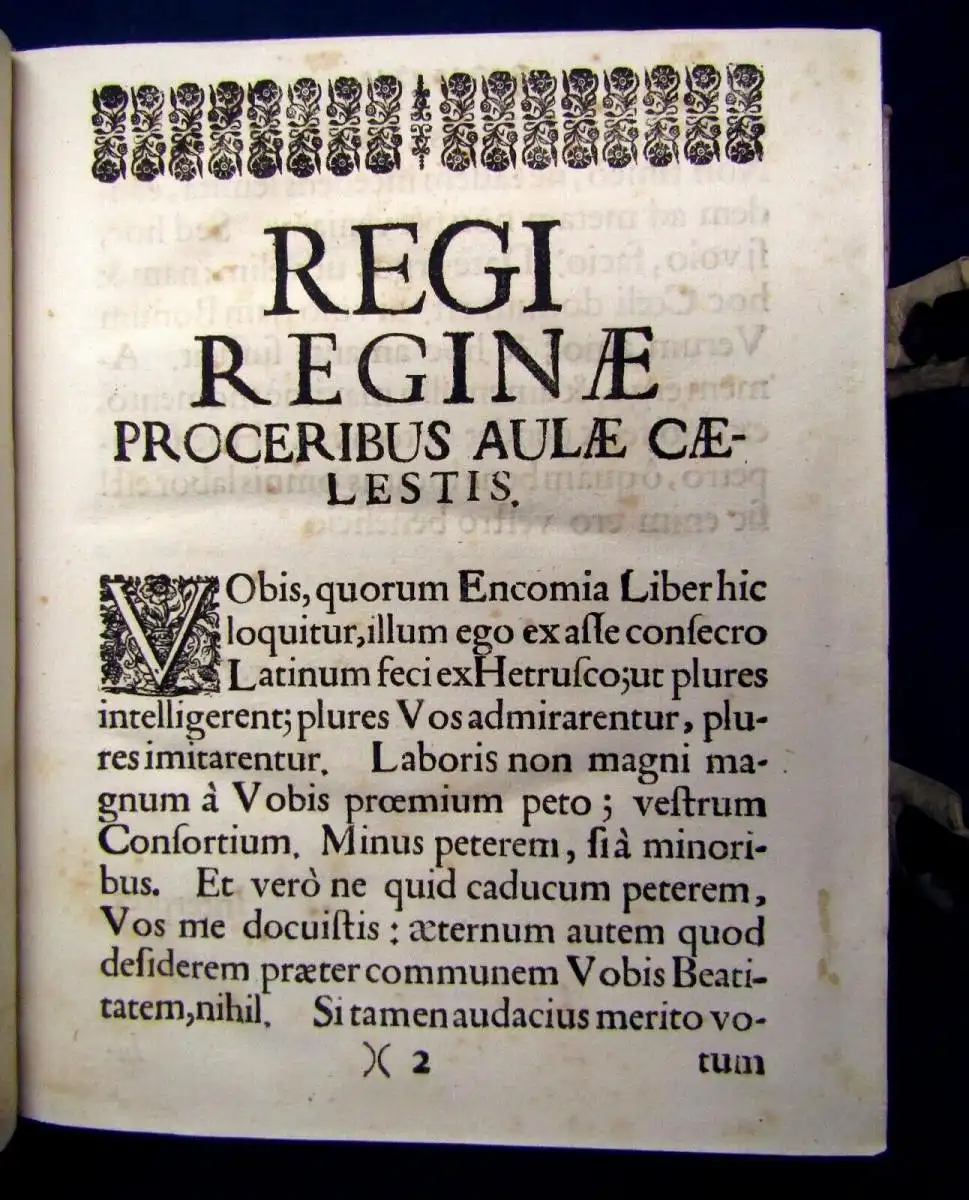 REGI
REGINÆ
PROCERIBUS AULÆ CÆ-
LESTIS.
VObis, quorum Encomia Liber hic
loquitur, illum ego ex aſſe conſecro
Latinum feci ex Hetruſco; ut plures
intelligerent; plures Vos admirarentur, plu-
res imitarentur. Laboris non magni ma-
gnum à Vobis prœmium peto; veſtrum
Conſortium. Minus peterem, ſi à minori-
bus. Et verò ne quid caducum peterem,
Vos me docuiſtis: æternum autem quod
deſiderem præter communem Vobis Beati-
tatem, nihil. Si tamen audacius merito vo-
)( 2 tum